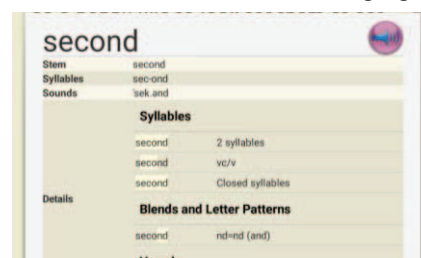 second
Stem second
Syllables sec-ond
Sounds 'sek.and
Syllables
second 2 syllables
second vc/v
second Closed syllables
Details
Blends and Letter Patterns
second nd=nd (and)